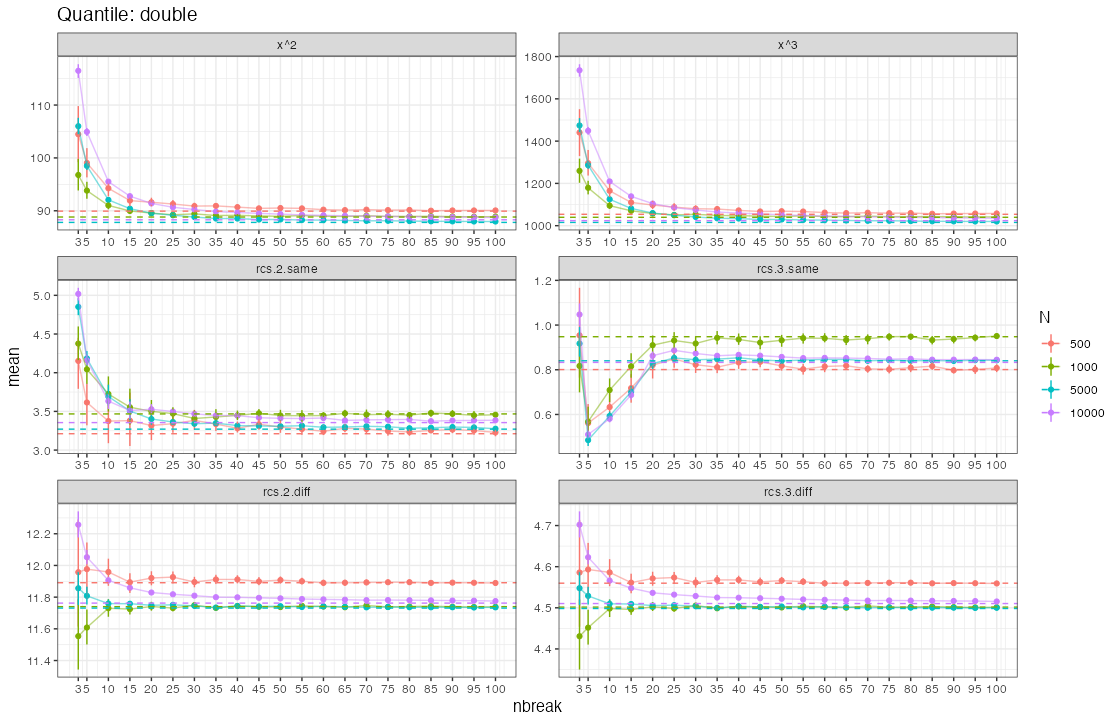 Quantile: double
x^2
x^3
110
100
90
1800
1600
1400
1200
1000
3 5 10 15 20 25 30 35 40 45 50 55 60 65 70 75 80 85 90 95 100
3 5 10 15 20 25 30 35 40 45 50 55 60 65 70 75 80 85 90 95 100
rcs.2.same
rcs.3.same
5.0
4.5
4.0
3.5
3.0
1.2
1.0
0.8
0.6
3 5 10 15 20 25 30 35 40 45 50 55 60 65 70 75 80 85 90 95 100
3 5 10 15 20 25 30 35 40 45 50 55 60 65 70 75 80 85 90 95 100
rcs.2.diff
rcs.3.diff
12.2
12.0
11.8
11.6
11.4
4.7
4.6
4.5
4.4
3 5 10 15 20 25 30 35 40 45 50 55 60 65 70 75 80 85 90 95 100
3 5 10 15 20 25 30 35 40 45 50 55 60 65 70 75 80 85 90 95 100
mean
nbreak
N
500
1000
5000
10000